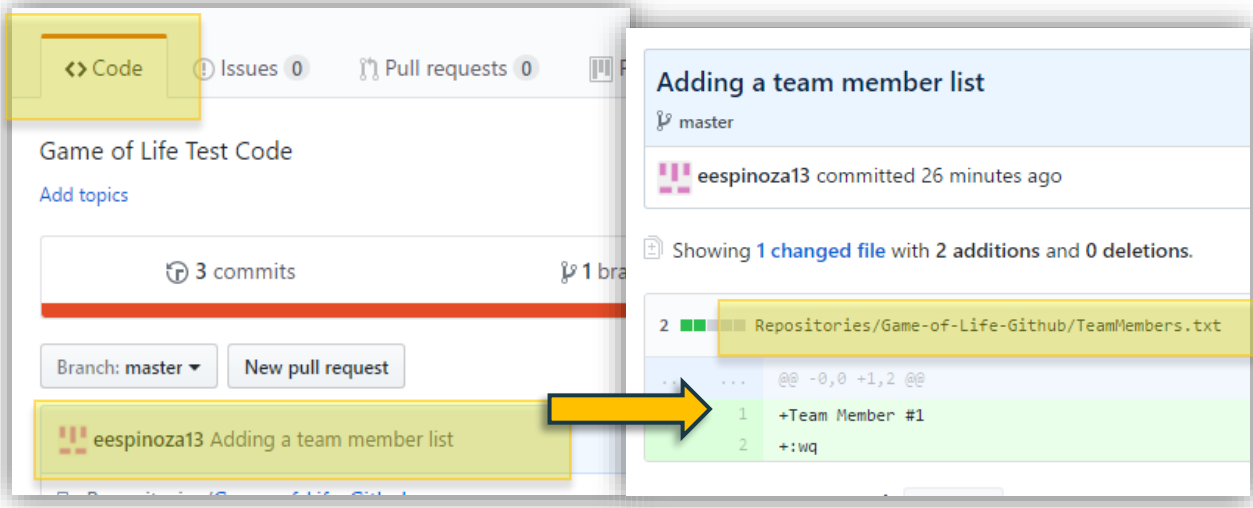 Code Issues 0 Pull requests 0
Game of Life Test Code
Add topics
3 commits 1 bra
Branch: master New pull request
eespinoza13 Adding a team member list
Adding a team member list
master
eespinoza13 committed 26 minutes ago
Showing 1 changed file with 2 additions and 0 deletions.
2 Repositories/Game-of-Life-Github/TeamMembers.txt
... ... @@ -0,0 +1,2 @@
1 +Team Member #1
2 +:wq